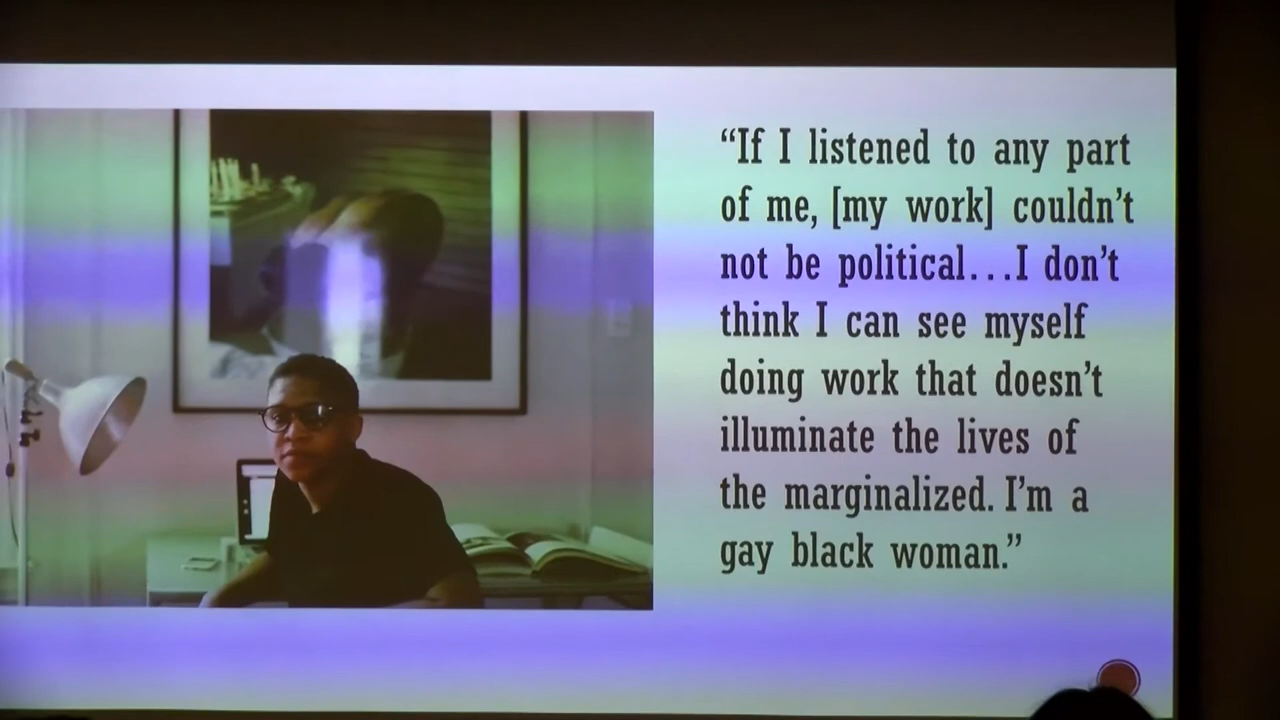 “If I listened to any part
of me, [my work] couldn’t
not be political...I don’t
think I can see myself
doing work that doesn’t
illuminate the lives of
the marginalized. I’m a
gay black woman.”